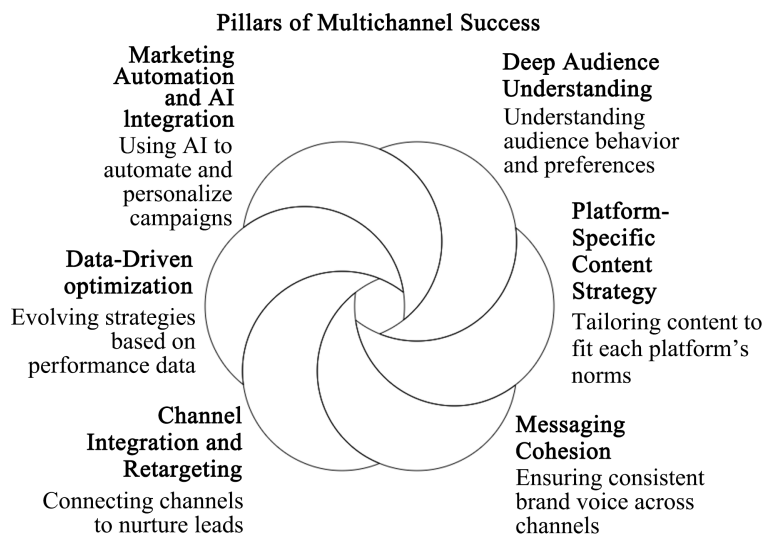 Pillars of Multichannel Success
Marketing
Automation
and AI
lntegration
Using AI to
automate and
personalize
campaigns
Deep Audience
Understanding
Understanding
audience behavior
and preferences
Platform-
Specific
Content
Strategy
Tailoring content to
fit each platform’s
norms
Data-Driven
optimization
Evolving strategies
based on
performance data
Channel
Integration and
Retargeting
Connecting channels
to nurture leads
Messaging
Cohesion
Ensuring consistent
brand voice across
channels